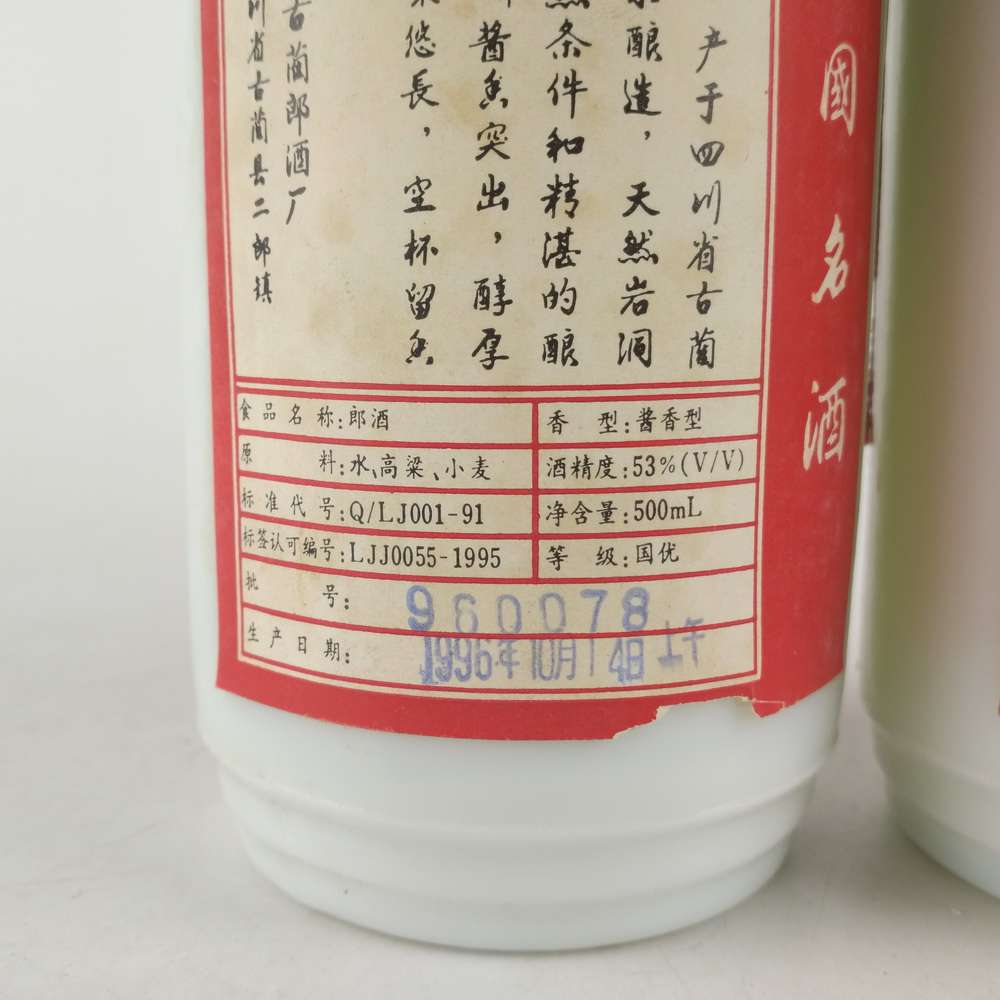 产于四川省古蔺
酿造，天然岩洞
条件和精湛的酿
酱香突出，醇厚
悠長，空杯留香
古蔺郎酒厂
川省古蔺县二郎镇
國名酒
食品名称：郎酒
香型：酱香型
原料：水、高粱、小麦
酒精度：53%(V/V)
标准代号：Q/LJ001-91
净含量：500mL
标签认可编号：LJJ0055-1995
等级：国优
批号：960078
生产日期：1996年10月14日上午